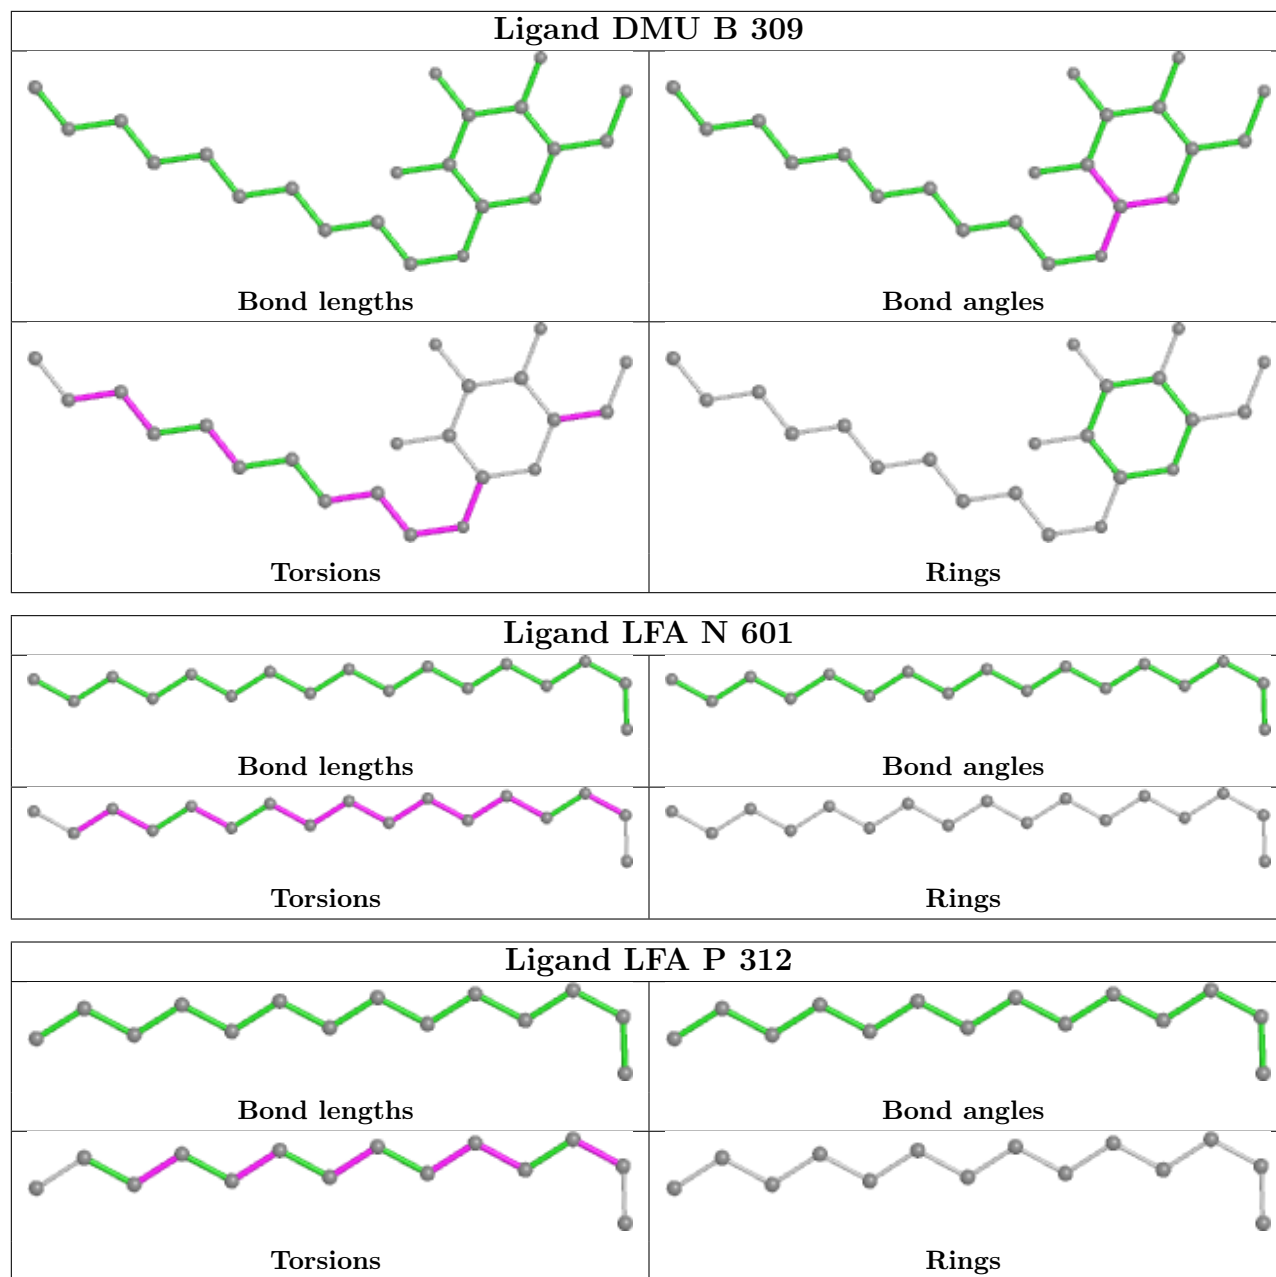 Ligand DMU B 309
Bond lengths
Bond angles
Torsions
Rings
Ligand LFA N 601
Bond lengths
Bond angles
Torsions
Rings
Ligand LFA P 312
Bond lengths
Bond angles
Torsions
Rings